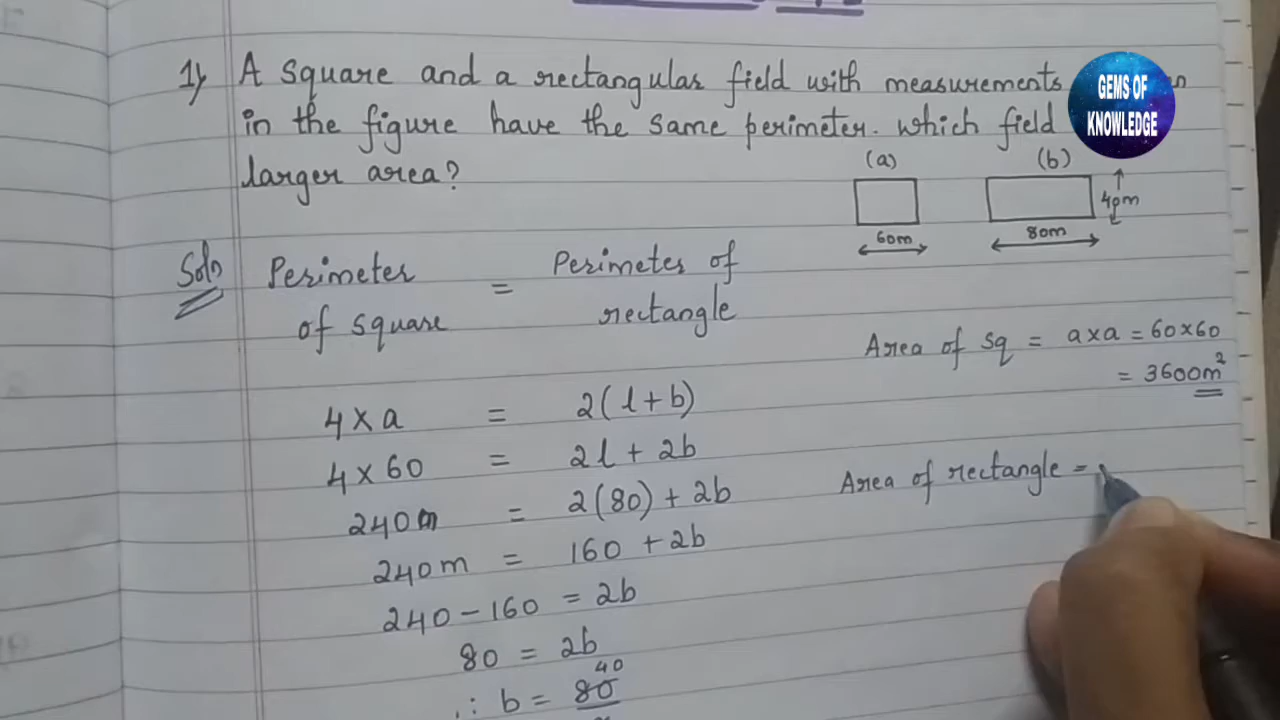 1) A square and a rectangular field with measurements
in the figure have the same perimeter. which field
larger area?
(a) (b)
60m 80m 40m
GEMS OF
KNOWLEDGE
Soln Perimeter of square = Perimeter of rectangle
4 × a = 2(l + b)
4 × 60 = 2l + 2b
240m = 2(80) + 2b
240m = 160 + 2b
240 - 160 = 2b
80 = 2b
∴ b = 80 40
Area of sq = a × a = 60 × 60
= 3600m²
Area of rectangle =